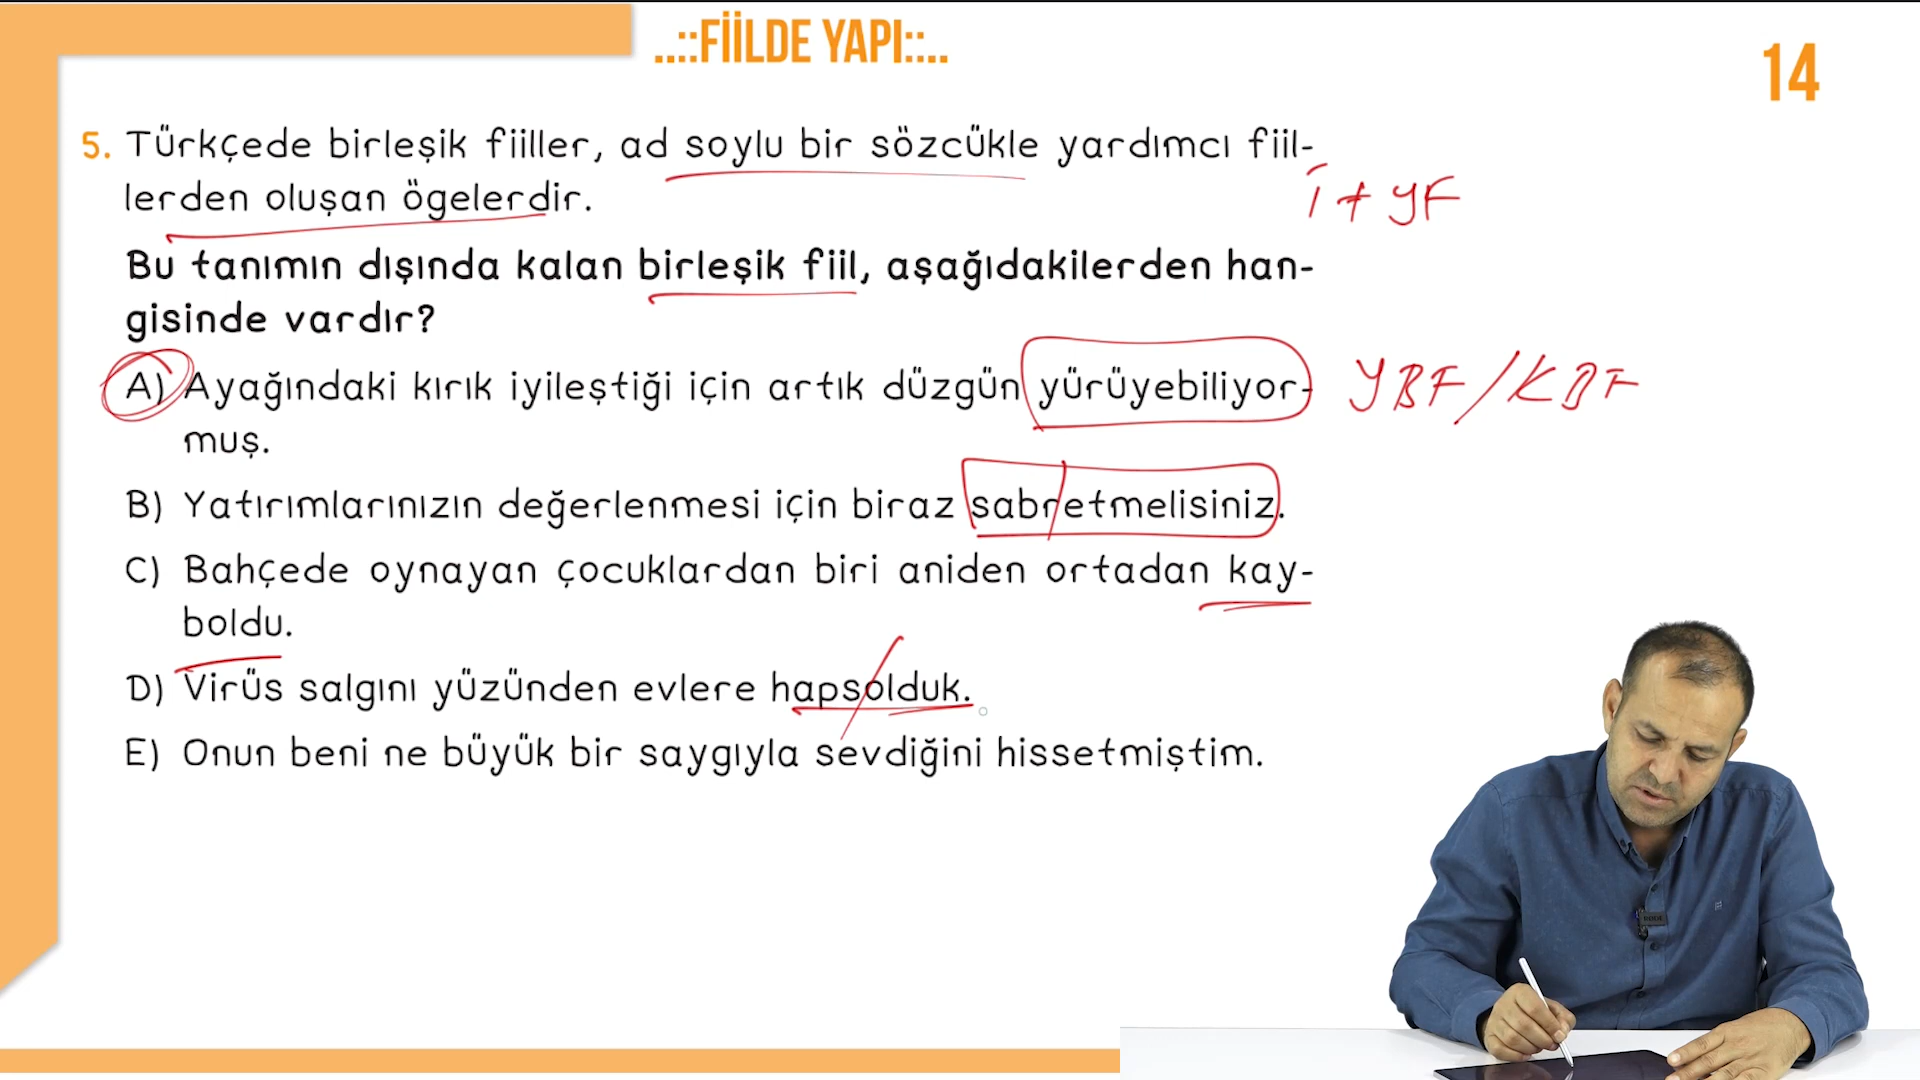 ..::FİİLDE YAPI::..
14
5. Türkçede birleşik fiiller, ad soylu bir sözcükle yardımcı fiil-
lerden oluşan ögelerdir.
İ + YF
Bu tanımın dışında kalan birleşik fiil, aşağıdakilerden han-
gisinde vardır?
A) Ayağındaki kırık iyileştiği için artık düzgün yürüyebiliyor-
muş.
YBF / KBF
B) Yatırımlarınızın değerlenmesi için biraz sabretmelisiniz.
C) Bahçede oynayan çocuklardan biri aniden ortadan kay-
boldu.
D) Virüs salgını yüzünden evlere hapsolduk.
E) Onun beni ne büyük bir saygıyla sevdiğini hissetmiştim.